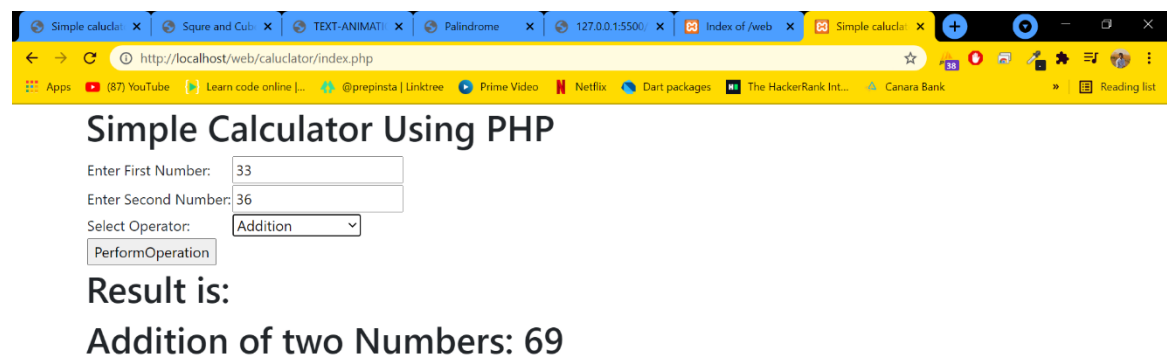 Simple caluclat Squre and Cub TEXT-ANIMATI Palindrome 127.0.0.1:5500/ Index of /web Simple caluclat
http://localhost/web/caluclator/index.php 38
Apps (87) YouTube Learn code online |... @prepinsta | Linktree Prime Video Netflix Dart packages The HackerRank Int... Canara Bank » Reading list
Simple Calculator Using PHP
Enter First Number: 33
Enter Second Number: 36
Select Operator: Addition
PerformOperation
Result is:
Addition of two Numbers: 69